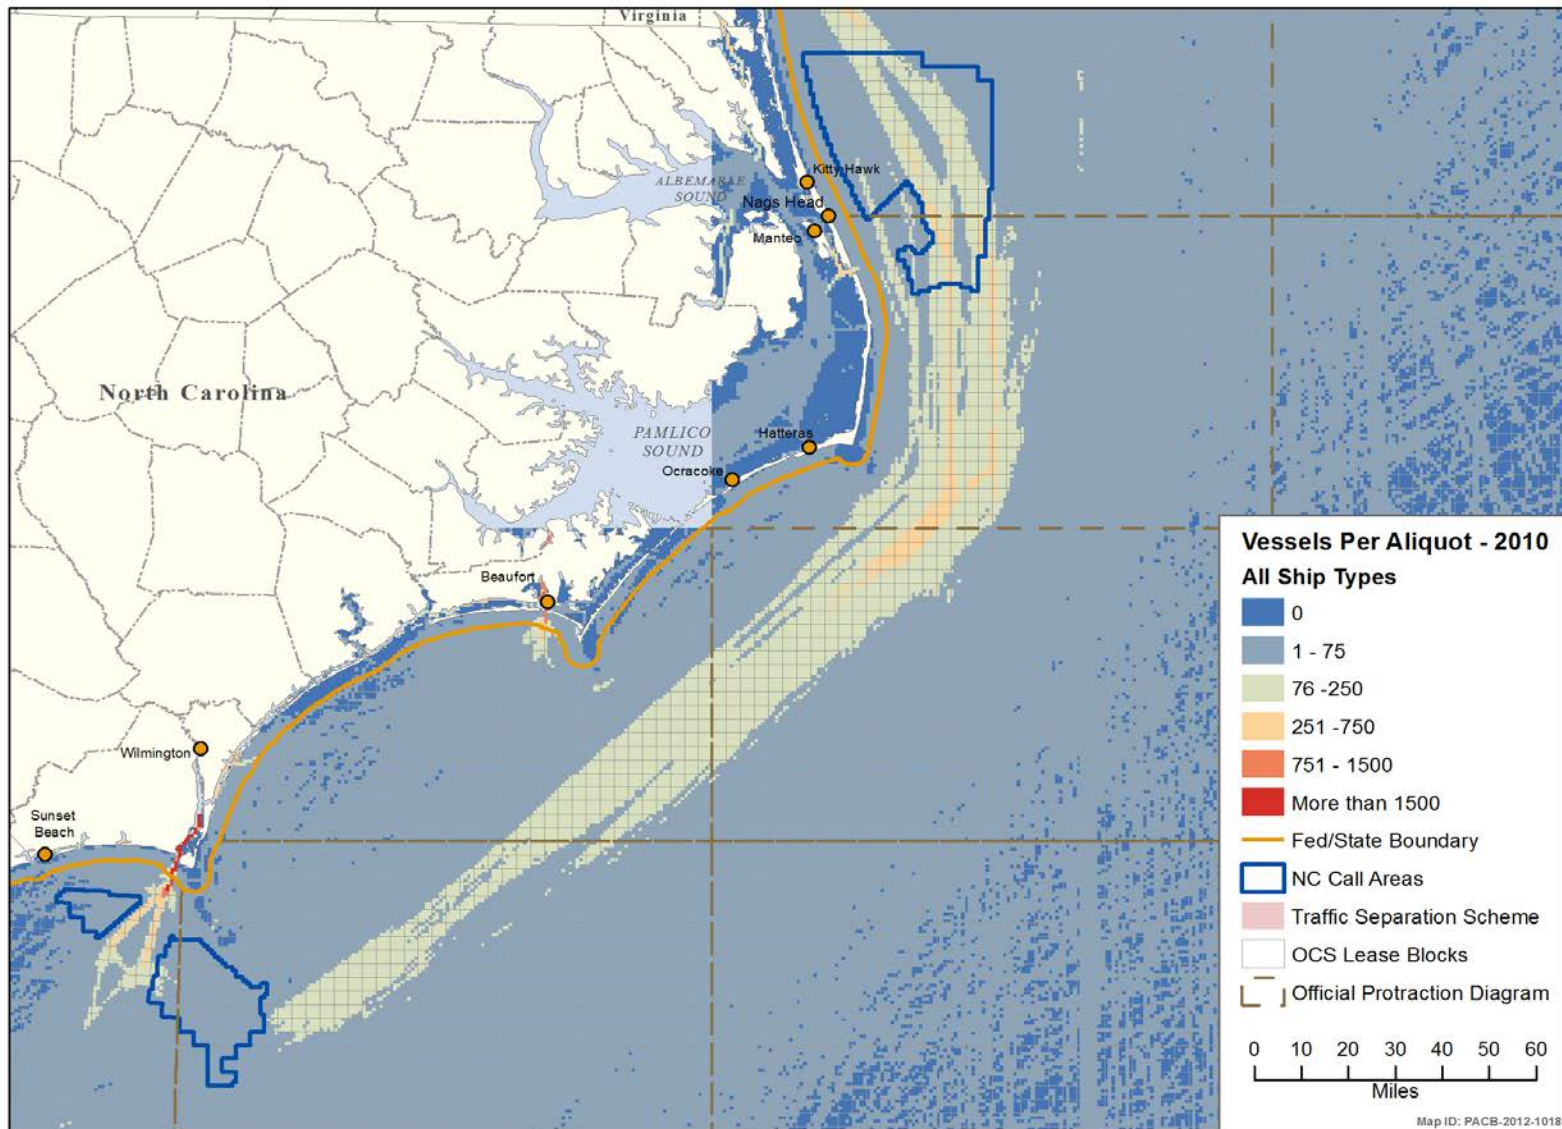 Virginia
Kitty Hawk
ALBEMARLE
SOUND
Nags Head
Manteo
North Carolina
PAMLICO
SOUND
Hatteras
Ocracoke
Beaufort
Wilmington
Sunset
Beach
Vessels Per Aliquot - 2010
All Ship Types
0
1 - 75
76 -250
251 -750
751 - 1500
More than 1500
Fed/State Boundary
NC Call Areas
Traffic Separation Scheme
OCS Lease Blocks
Official Protraction Diagram
0 10 20 30 40 50 60
Miles
Map ID: PACB-2012-1018